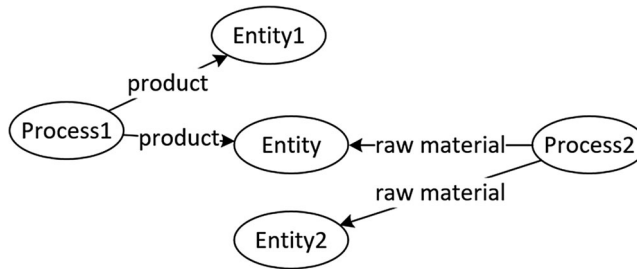 Entity1
product
Process1
product
Entity
raw material
Process2
raw material
Entity2